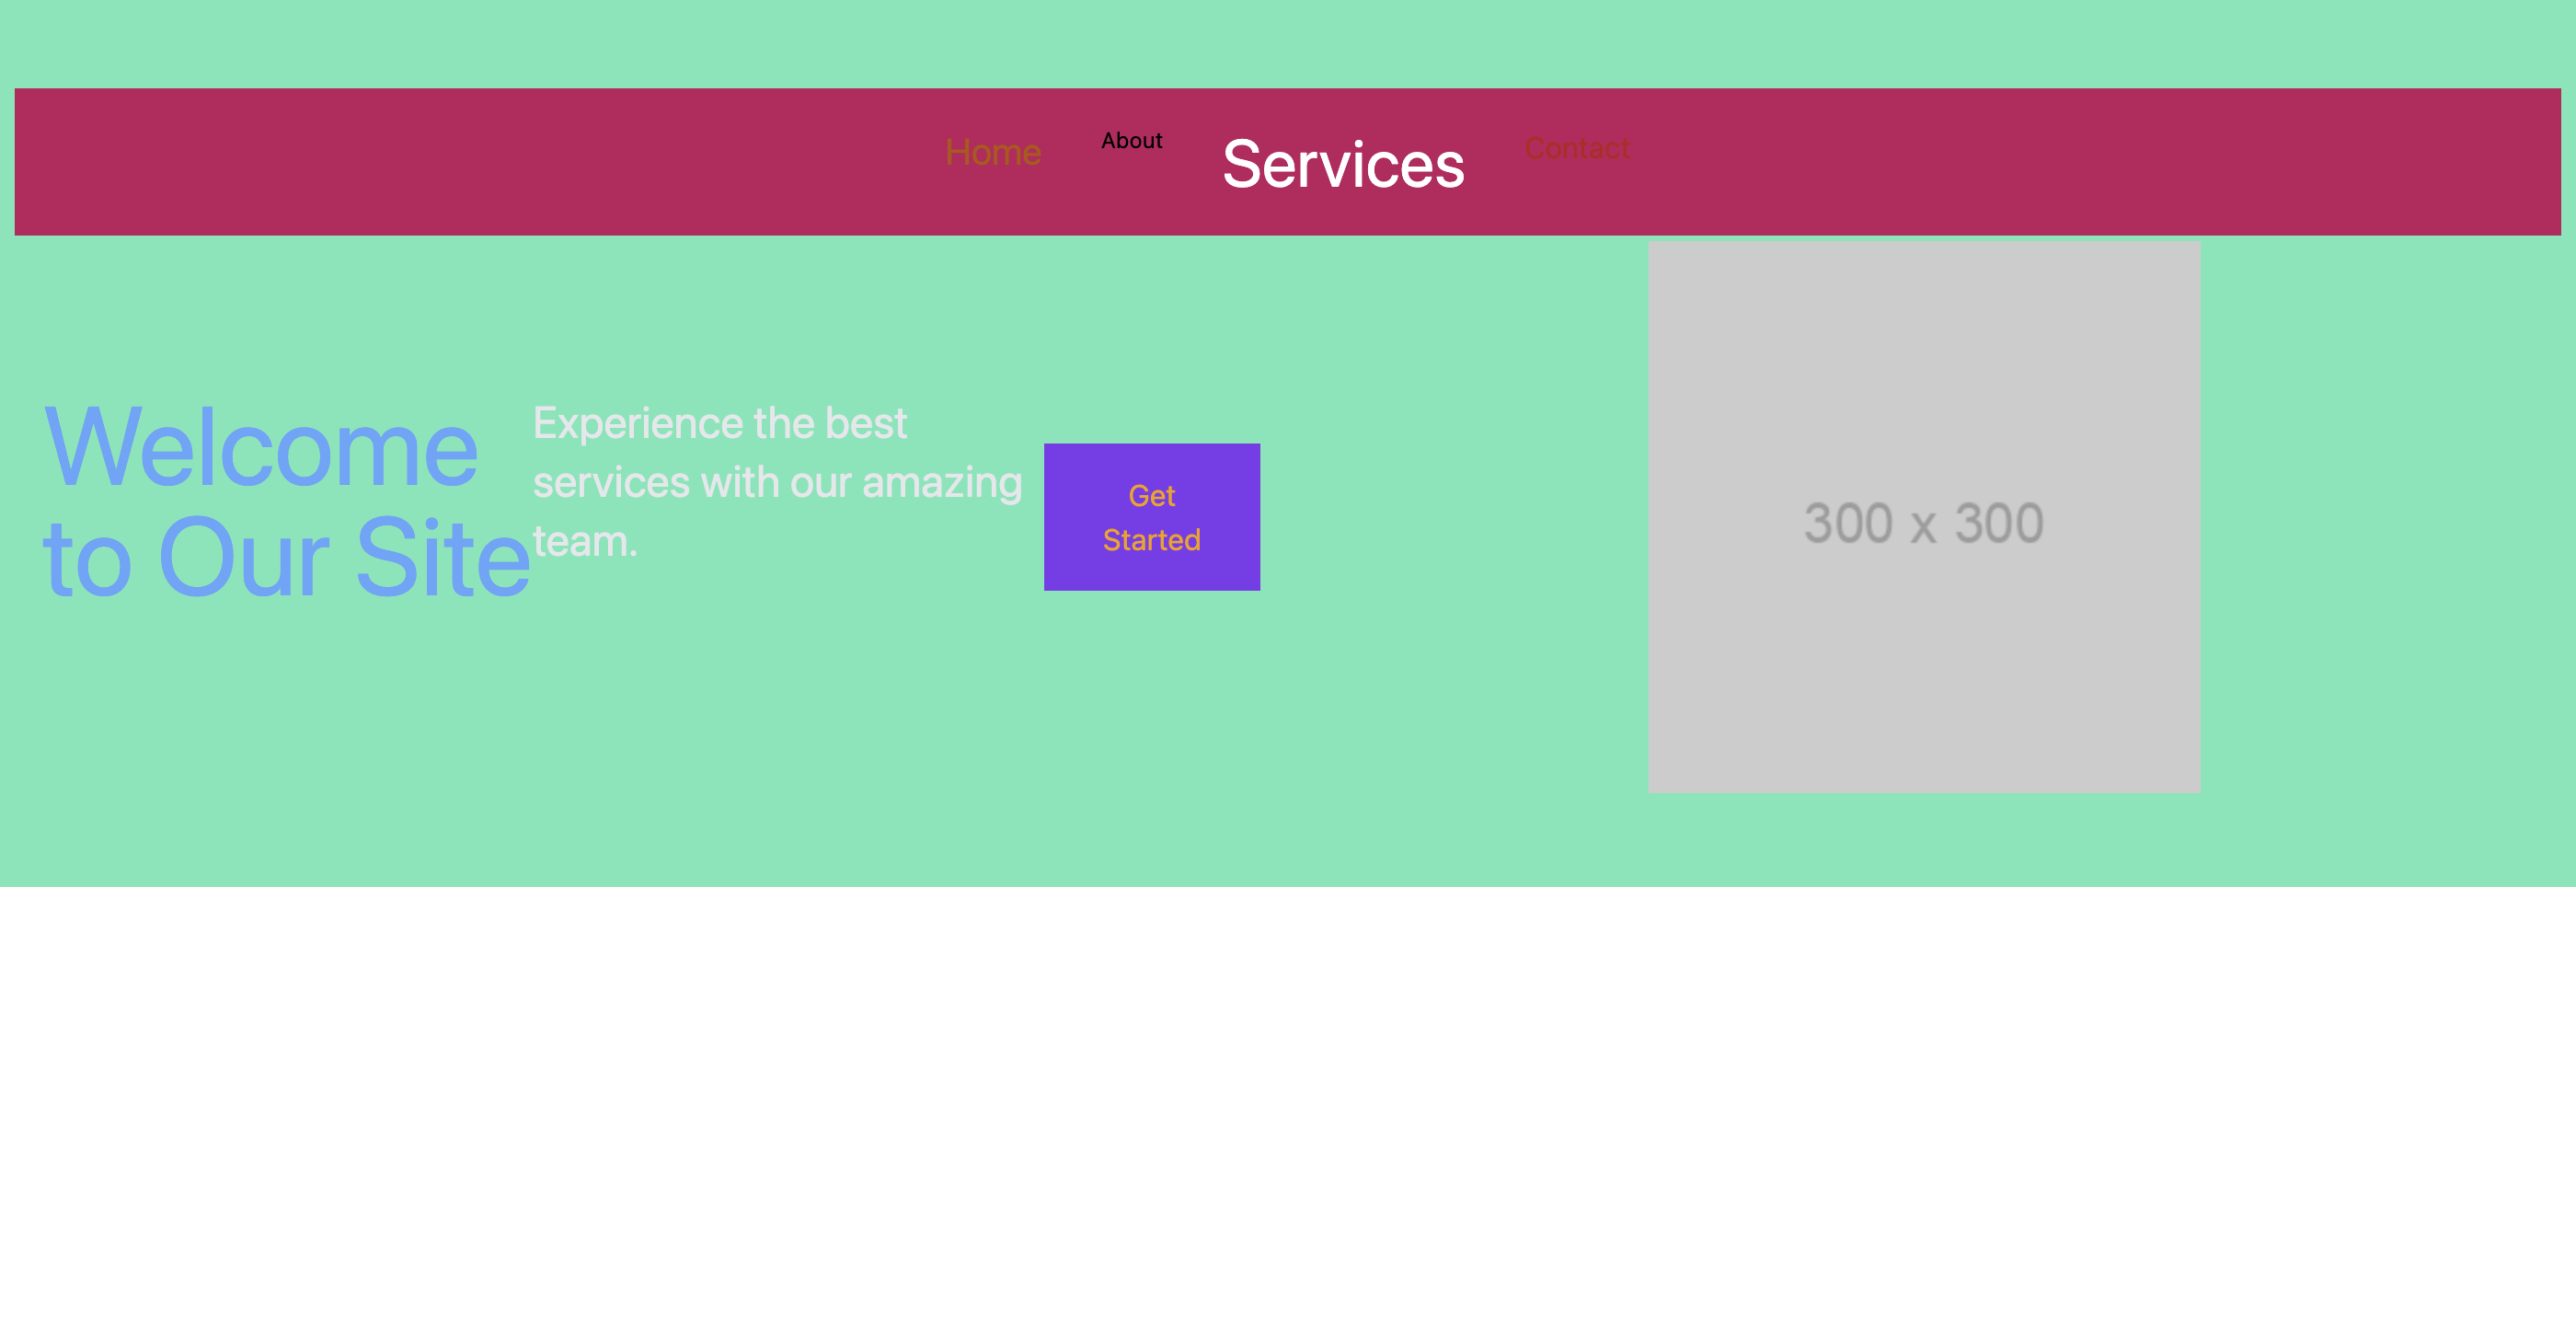 Home About Services Contact
Welcome
to Our Site
Experience the best
services with our amazing
team.
Get
Started
300 x 300